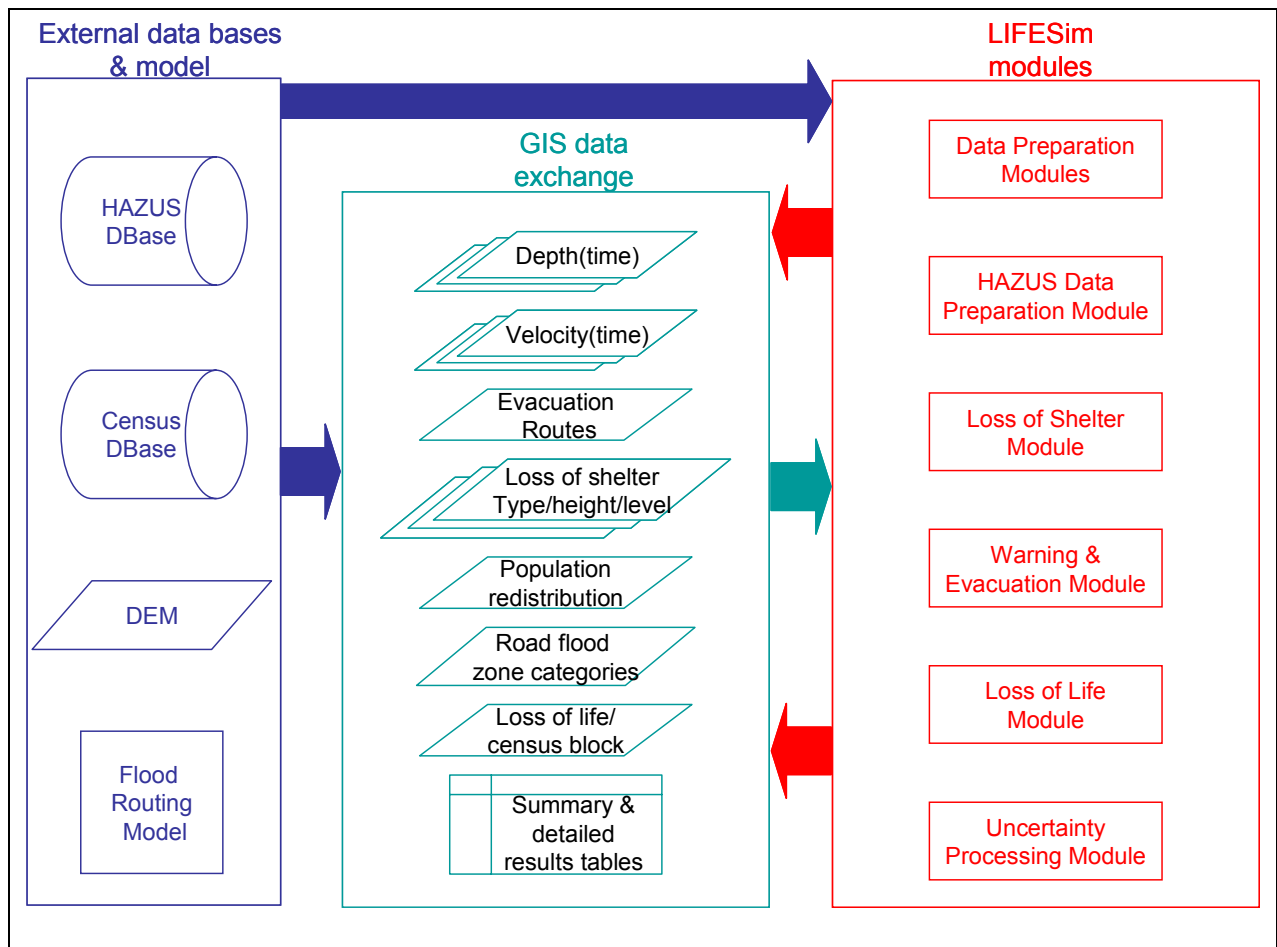 External data bases
& model
HAZUS
DBase
Census
DBase
DEM
Flood
Routing
Model
GIS data
exchange
Depth(time)
Velocity(time)
Evacuation
Routes
Loss of shelter
Type/height/level
Population
redistribution
Road flood
zone categories
Loss of life/
census block
Summary &
detailed
results tables
LIFESim
modules
Data Preparation
Modules
HAZUS Data
Preparation Module
Loss of Shelter
Module
Warning &
Evacuation Module
Loss of Life
Module
Uncertainty
Processing Module